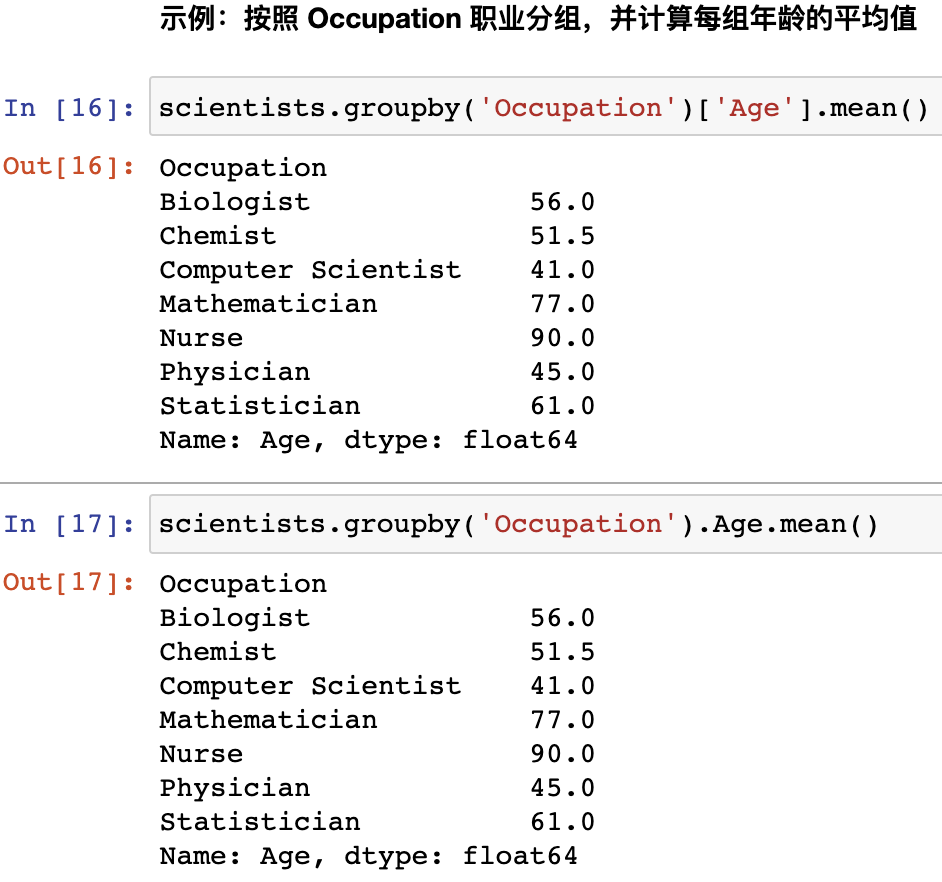 示例：按照 Occupation 职业分组，并计算每组年龄的平均值
In [16]: scientists.groupby('Occupation')['Age'].mean()
Out[16]: Occupation
Biologist 56.0
Chemist 51.5
Computer Scientist 41.0
Mathematician 77.0
Nurse 90.0
Physician 45.0
Statistician 61.0
Name: Age, dtype: float64
In [17]: scientists.groupby('Occupation').Age.mean()
Out[17]: Occupation
Biologist 56.0
Chemist 51.5
Computer Scientist 41.0
Mathematician 77.0
Nurse 90.0
Physician 45.0
Statistician 61.0
Name: Age, dtype: float64